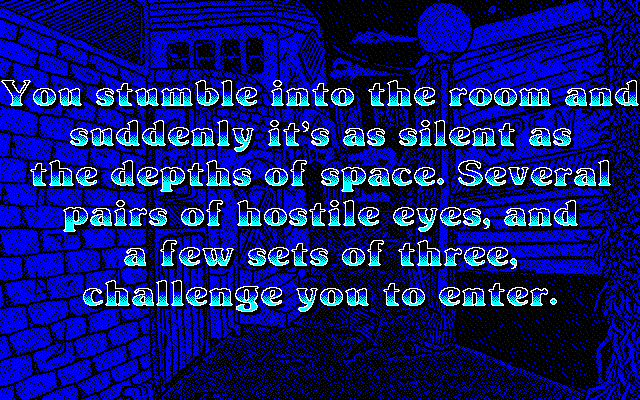 You stumble into the room and
suddenly it's as silent as
the depths of space. Several
pairs of hostile eyes, and
a few sets of three,
challenge you to enter.